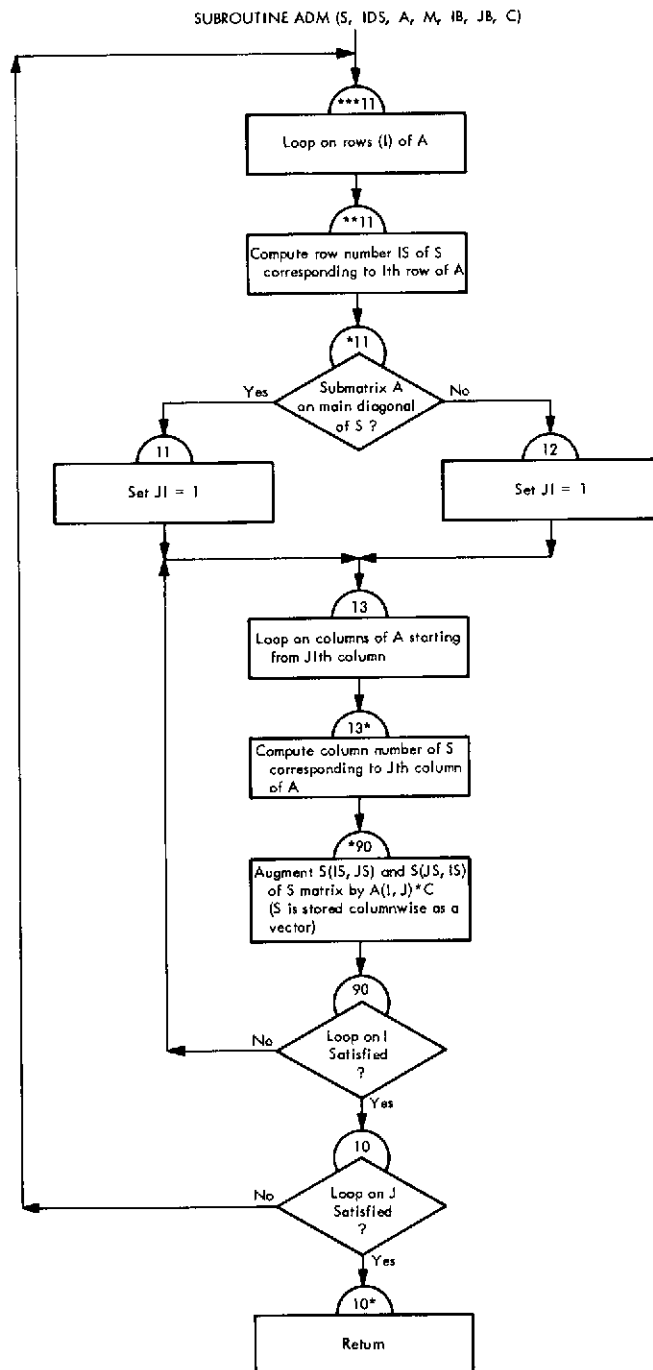 SUBROUTINE ADM (S, IDS, A, M, IB, JB, C)
***11
Loop on rows (I) of A
**11
Compute row number IS of S
corresponding to Ith row of A
*11
Submatrix A
on main diagonal
of S ?
Yes
No
11
Set JI = 1
12
Set JI = 1
13
Loop on columns of A starting
from JIth column
13*
Compute column number of S
corresponding to Jth column
of A
*90
Augment S(IS, JS) and S(JS, IS)
of S matrix by A(I, J)*C
(S is stored columnwise as a
vector)
90
Loop on I
Satisfied
?
No
Yes
10
Loop on J
Satisfied
?
No
Yes
10*
Return